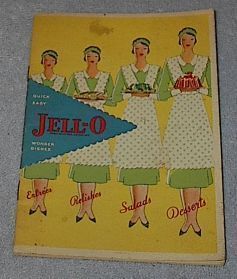 QUICK
EASY
JELL-O
WONDER
DISHES
Entrées
Relishes
Salads
Desserts